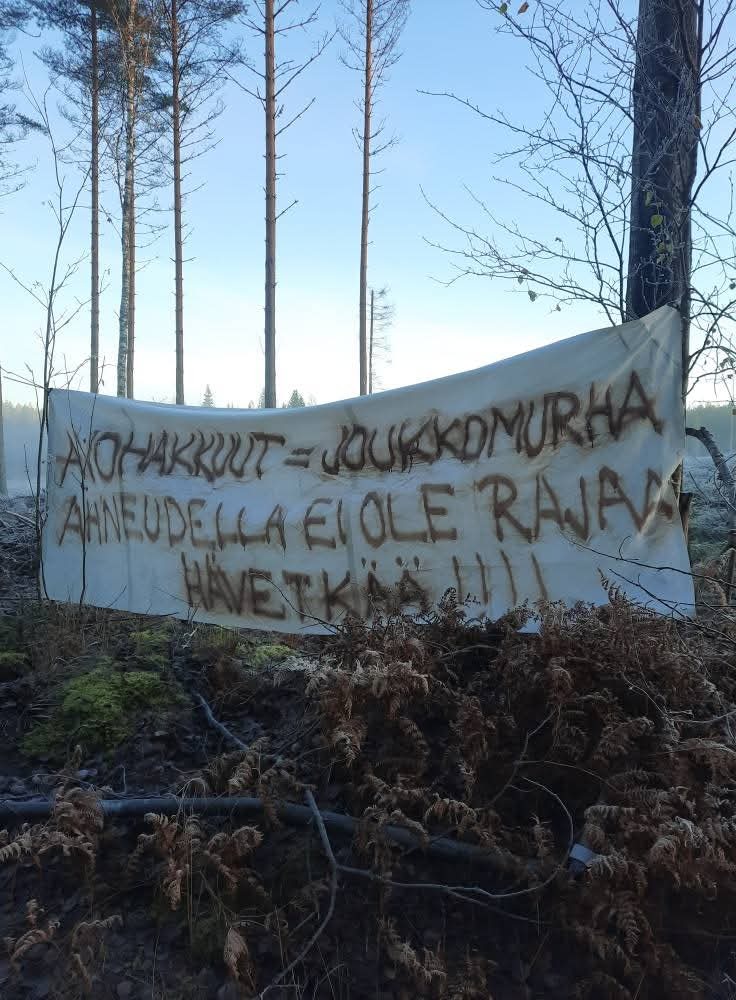 AVOHAKKUUT = JOUKKOMURHA
AHNEUDELLA EI OLE RAJAA
HÄVETKÄÄ !!!!